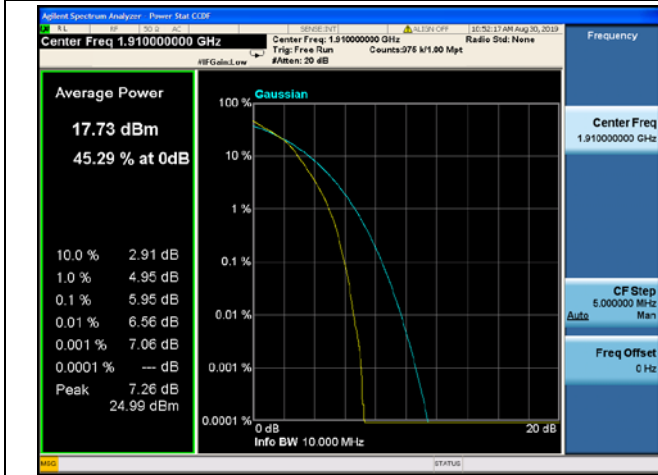 Agilent Spectrum Analyzer - Power Stat CCDF
RL RF 50 Ω AC SENSE:INT ALIGN OFF 10:52:17 AM Aug 30, 2019
Center Freq 1.910000000 GHz
Center Freq: 1.910000000 GHz Radio Std: None
Trig: Free Run Counts:976 k/1.00 Mpt
#IFGain:Low #Atten: 20 dB
Frequency
Average Power
17.73 dBm
45.29 % at 0dB
10.0 % 2.91 dB
1.0 % 4.95 dB
0.1 % 5.95 dB
0.01 % 6.56 dB
0.001 % 7.06 dB
0.0001 % --- dB
Peak 7.26 dB
24.99 dBm
Gaussian
100 %
10 %
1 %
0.1 %
0.01 %
0.001 %
0.0001 %
0 dB 20 dB
Info BW 10.000 MHz
Center Freq
1.910000000 GHz
CF Step
5.000000 MHz
Auto Man
Freq Offset
0 Hz
MSG STATUS